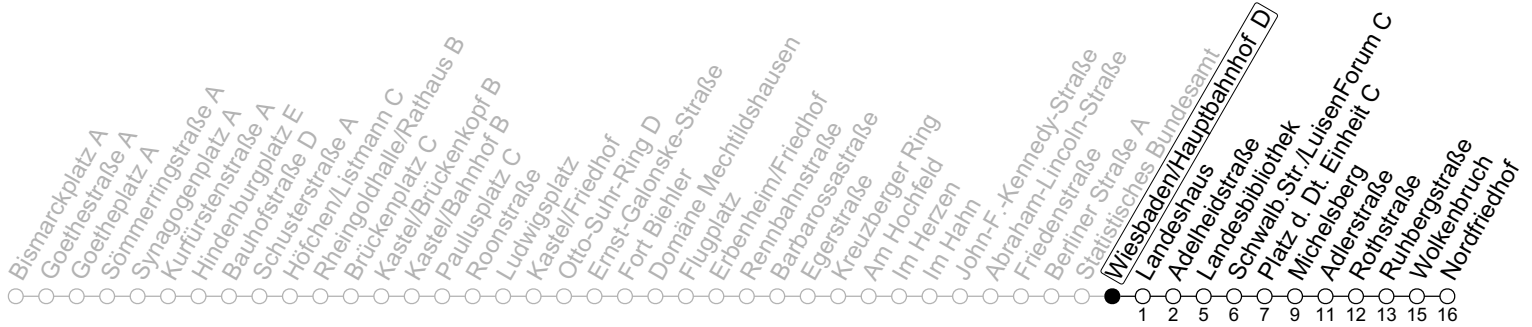 Bismarckplatz A
Goethestraße A
Goetheplatz A
Sömmerringstraße A
Synagogenplatz A
Kurfürstenstraße A
Hindenburgplatz E
Bauhofstraße D
Schusterstraße A
Höfchen/Listmann C
Rheingoldhalle/Rathaus B
Brückenplatz C
Kastel/Brückenkopf B
Kastel/Bahnhof B
Paulusplatz C
Roonstraße
Ludwigsplatz
Kastel/Friedhof
Otto-Suhr-Ring D
Ernst-Galonske-Straße
Fort Biehler
Domäne Mechtildshausen
Flugplatz
Erbenheim/Friedhof
Rennbahnstraße
Barbarossastraße
Egerstraße
Kreuzberger Ring
Am Hochfeld
Im Herzen
Im Hahn
John-F.-Kennedy-Straße
Abraham-Lincoln-Straße
Friedenstraße
Berliner Straße A
Statistisches Bundesamt
Wiesbaden/Hauptbahnhof D
Landeshaus
Adelheidstraße
Landesbibliothek
Schwalb.Str./LuisenForum C
Platz d. Dt. Einheit C
Michelsberg
Adlerstraße
Rothstraße
Ruhbergstraße
Wolkenbruch
Nordfriedhof
1 2 5 6 7 9 11 12 13 15 16